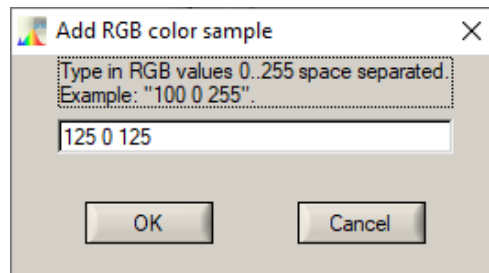 Add RGB color sample
Type in RGB values 0..255 space separated.
Example: "100 0 255".
125 0 125
OK
Cancel